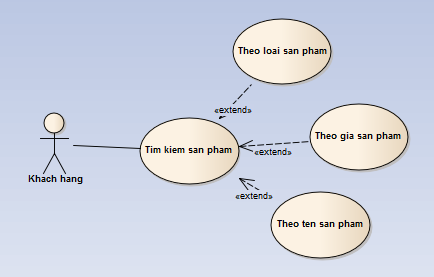 Theo loai san pham
«extend»
Theo gia san pham
Tim kiem san pham
«extend»
Khach hang
«extend»
Theo ten san pham